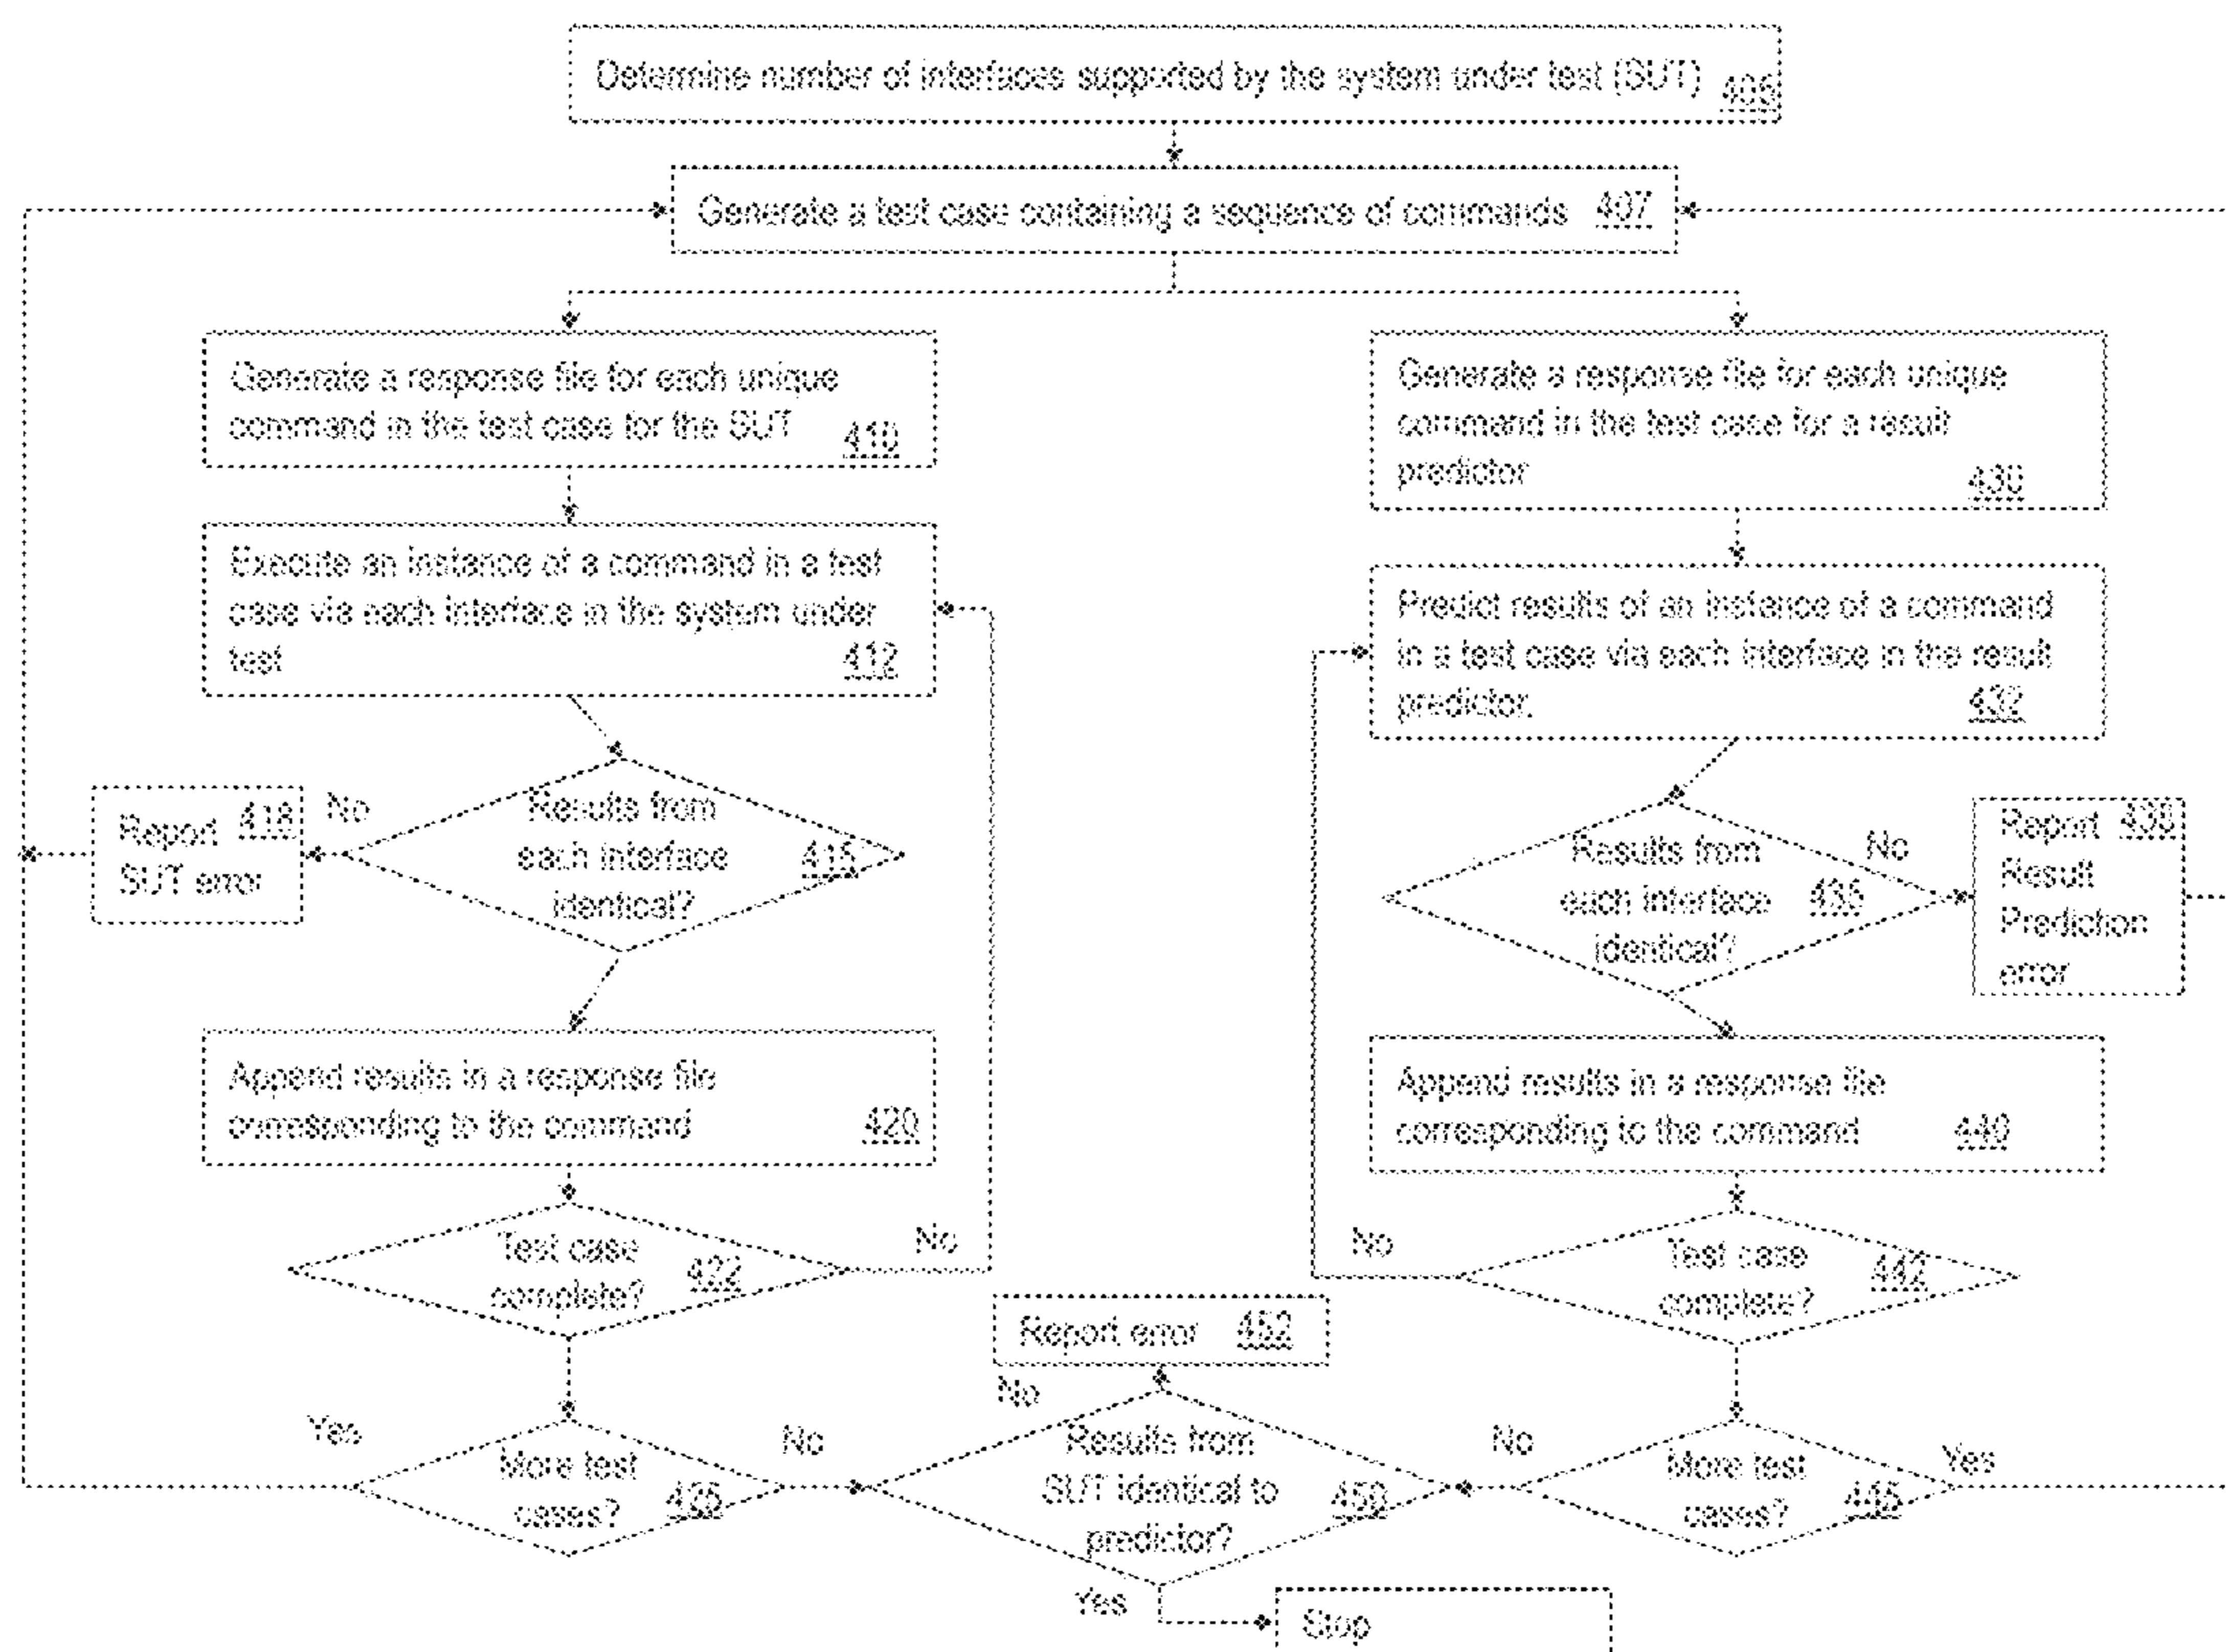 Determine number of interfaces supported by the system under test (SUT) 405
Generate a test case containing a sequence of commands 407
Generate a response file for each unique
command in the test case for the SUT 410
Execute an instance of a command in a test
case via each interface in the system under
test 412
No
Report 418
SUT error
Results from
each interface 415
identical?
Append results in a response file
corresponding to the command 420
Test case
complete? 422
No
Yes
More test
cases? 425
No
Generate a response file for each unique
command in the test case for a result
predictor 430
Predict results of an instance of a command
in a test case via each interface in the result
predictor. 432
Results from
each interface 435
identical?
No
Report 438
Result
Prediction
error
Append results in a response file
corresponding to the command 440
No
Test case
complete? 442
More test
cases? 445
Yes
No
Report error 452
No
Results from
SUT identical to 450
predictor?
Yes
Stop